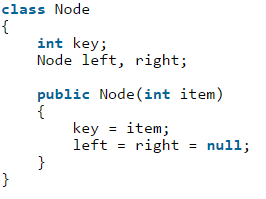 class Node
{
    int key;
    Node left, right;

    public Node(int item)
    {
        key = item;
        left = right = null;
    }
}